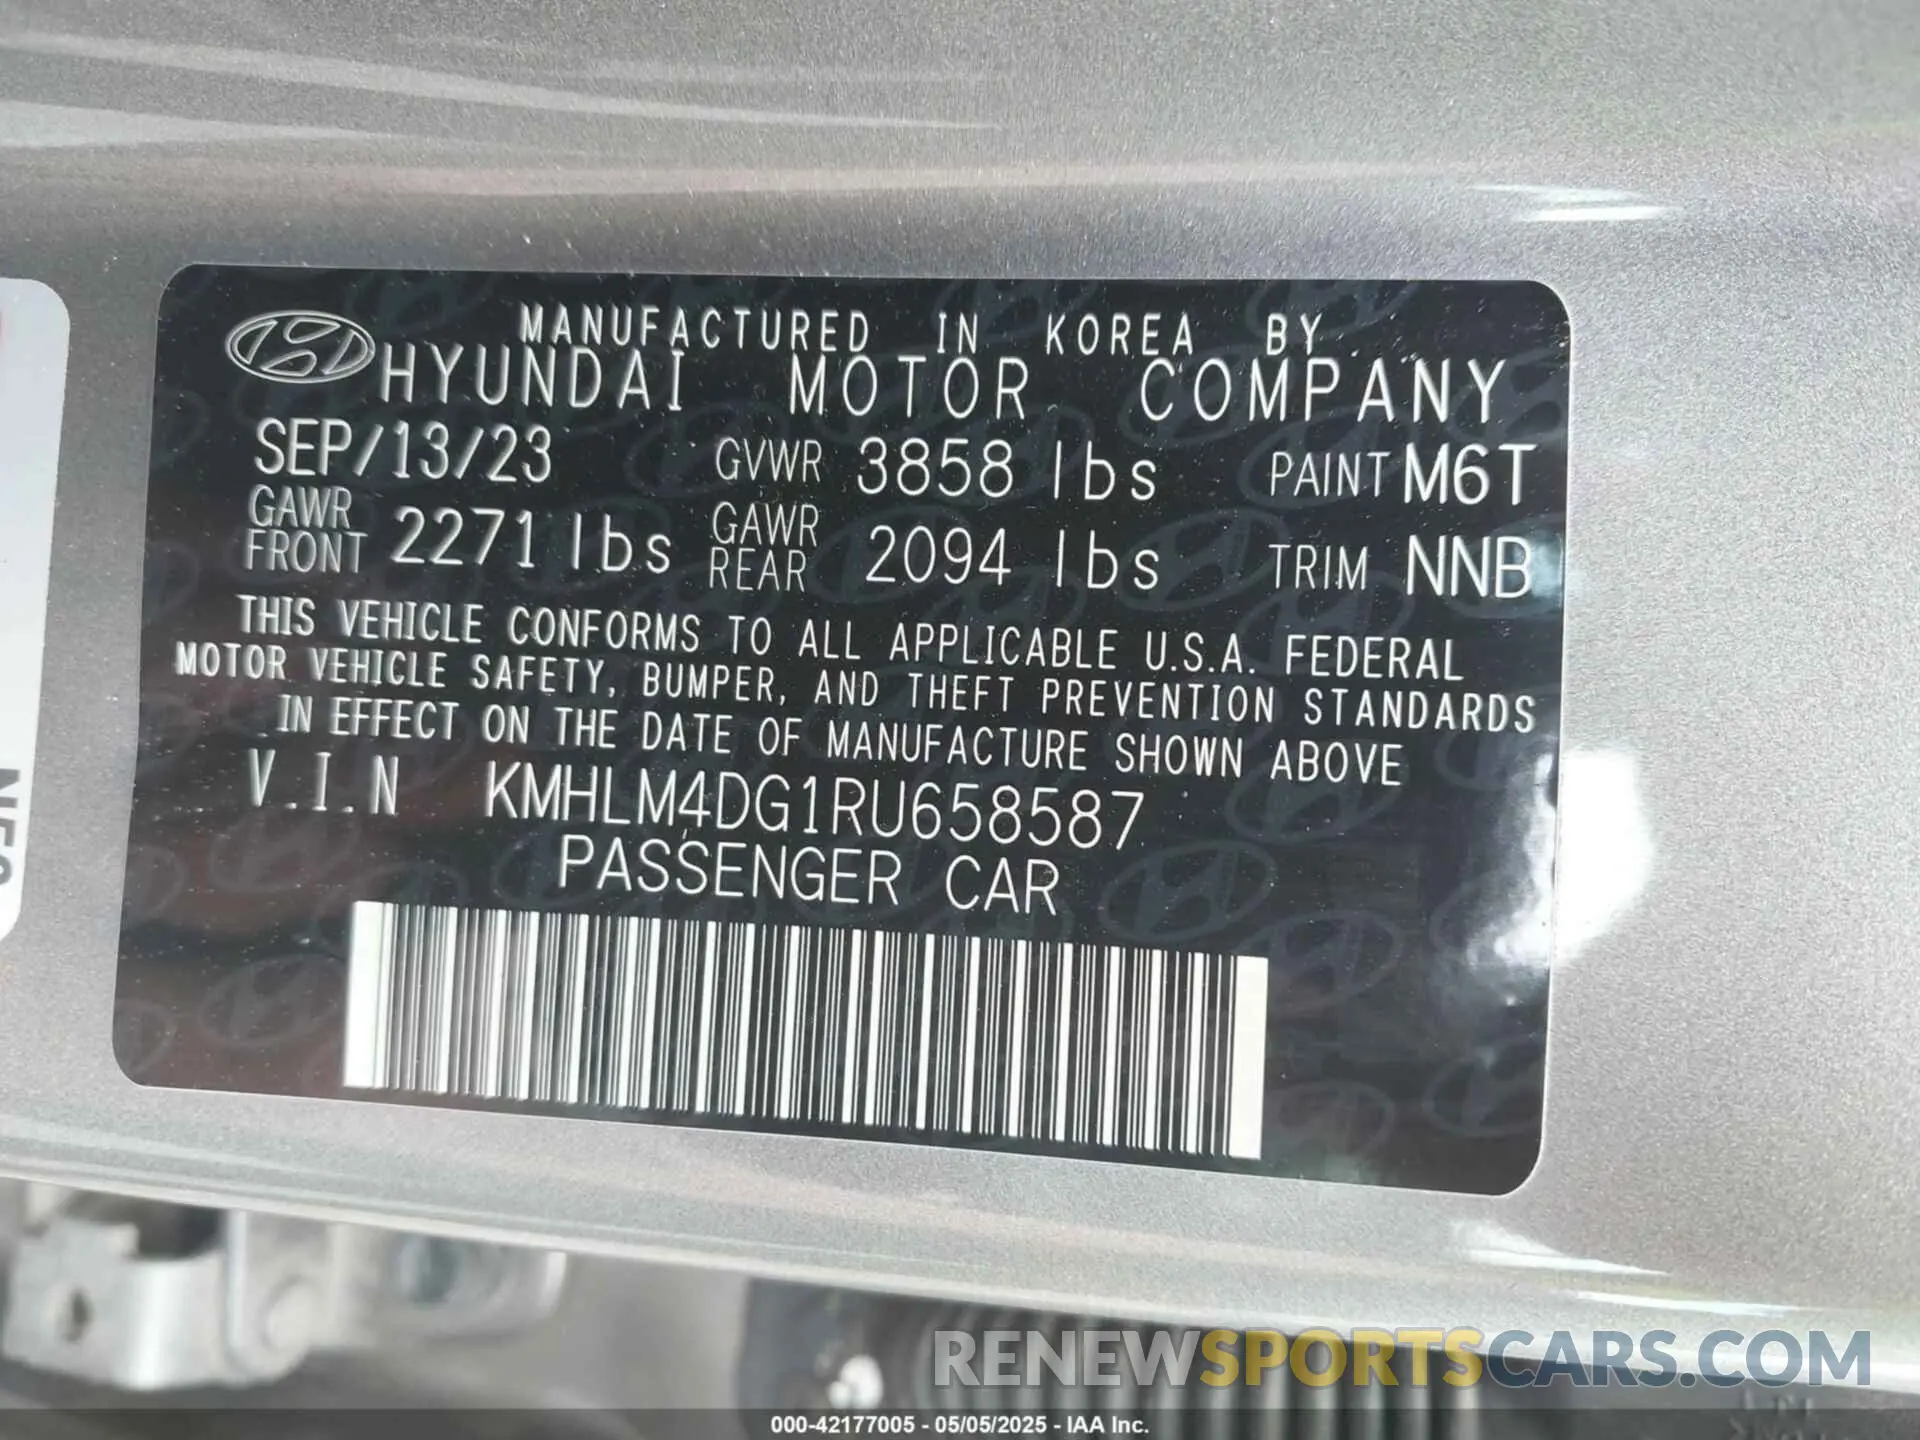 MANUFACTURED IN KOREA BY
HYUNDAI MOTOR COMPANY
SEP/13/23 GVWR 3858 lbs PAINT M6T
GAWR FRONT 2271 lbs GAWR REAR 2094 lbs TRIM NNB
THIS VEHICLE CONFORMS TO ALL APPLICABLE U.S.A. FEDERAL
MOTOR VEHICLE SAFETY, BUMPER, AND THEFT PREVENTION STANDARDS
IN EFFECT ON THE DATE OF MANUFACTURE SHOWN ABOVE
V.I.N KMHLM4DG1RU658587
PASSENGER CAR
RENEWSPORTSCARS.COM
000-42177005 - 05/05/2025 - IAA Inc.